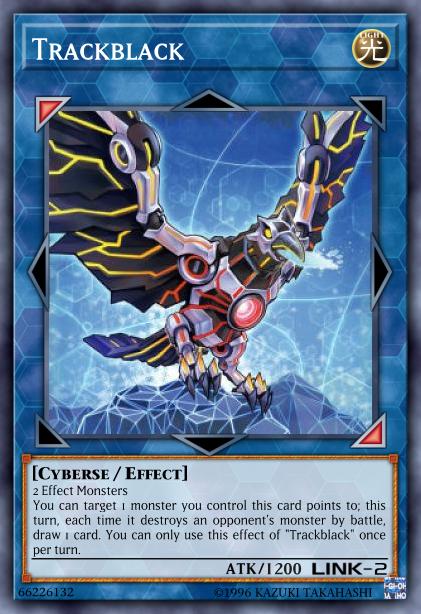 Trackblack
LIGHT
光
[Cyberse / Effect]
2 Effect Monsters
You can target 1 monster you control this card points to; this
turn, each time it destroys an opponent's monster by battle,
draw 1 card. You can only use this effect of "Trackblack" once
per turn.
ATK/1200 LINK-2
66226132 ©1996 KAZUKI TAKAHASHI